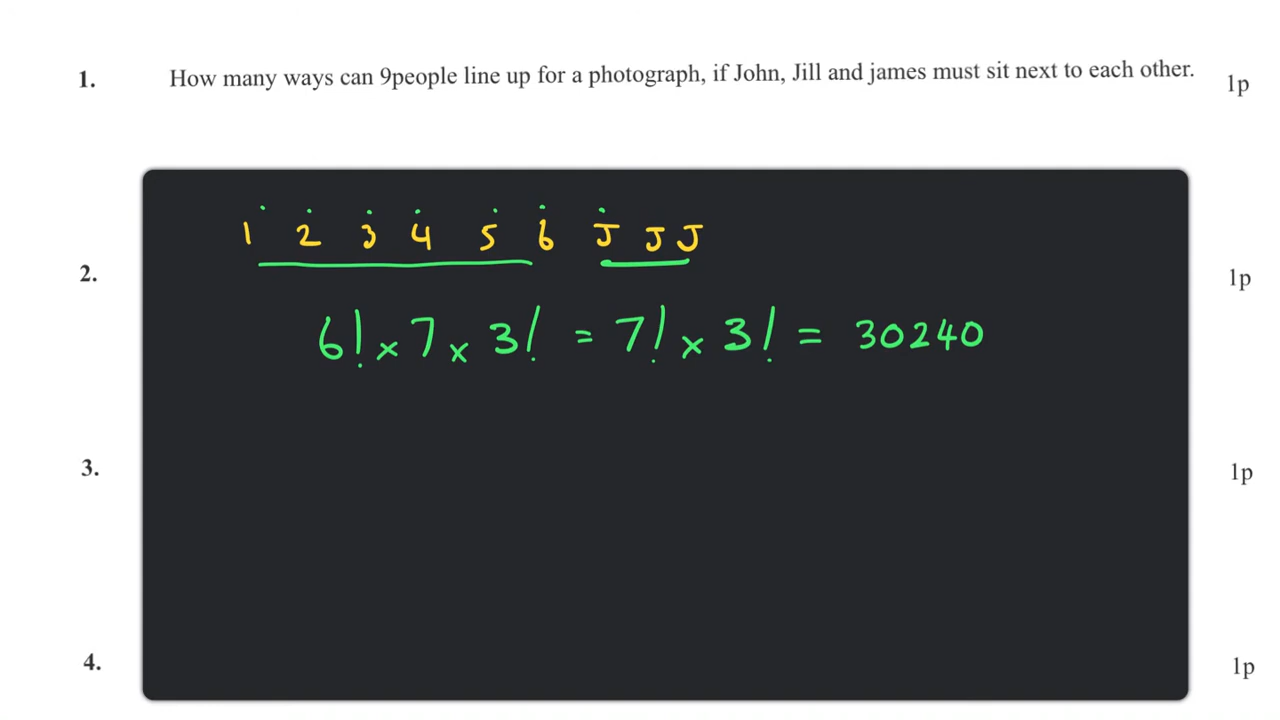 1. How many ways can 9people line up for a photograph, if John, Jill and james must sit next to each other. 1p
1 2 3 4 5 6 J J J
2. 1p
6! × 7 × 3! = 7! × 3! = 30240
3. 1p
4. 1p